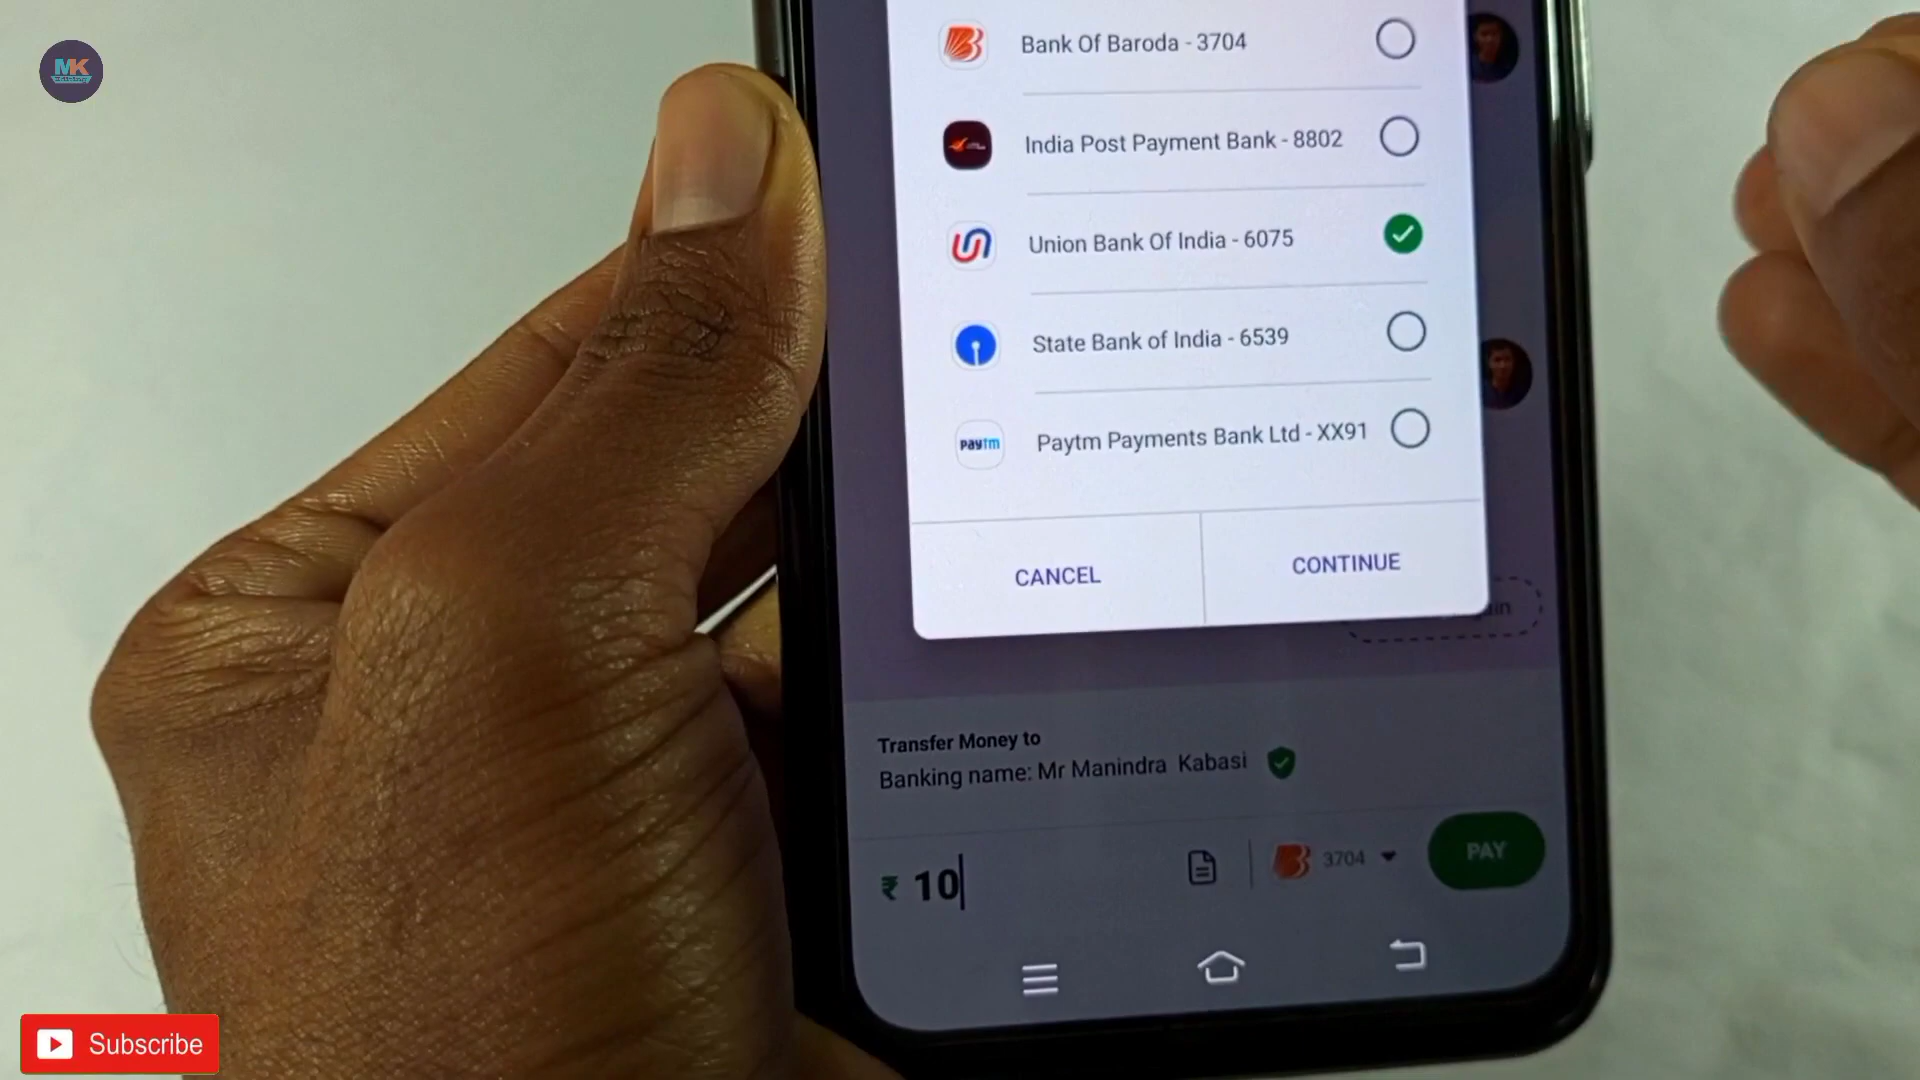 MK
Bank Of Baroda - 3704
India Post Payment Bank - 8802
Union Bank Of India - 6075
State Bank of India - 6539
paytm
Paytm Payments Bank Ltd - XX91
CANCEL
CONTINUE
Transfer Money to
Banking name: Mr Manindra Kabasi
₹ 10
3704
PAY
Subscribe